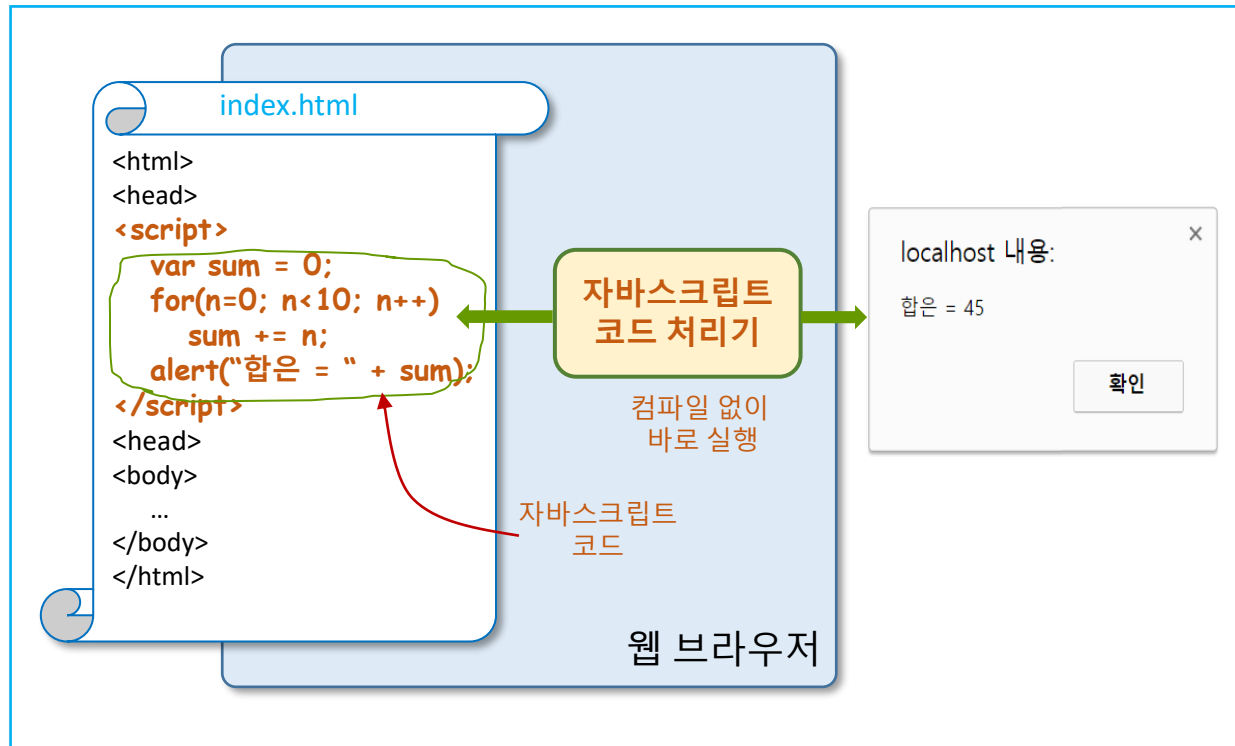 index.html
<html>
<head>
<script>
var sum = 0;
for(n=0; n<10; n++)
sum += n;
alert(“합은 = “ + sum);
</script>
<head>
<body>
...
</body>
</html>
자바스크립트
코드 처리기
컴파일 없이
바로 실행
자바스크립트
코드
웹 브라우저
localhost 내용:
×
합은 = 45
확인